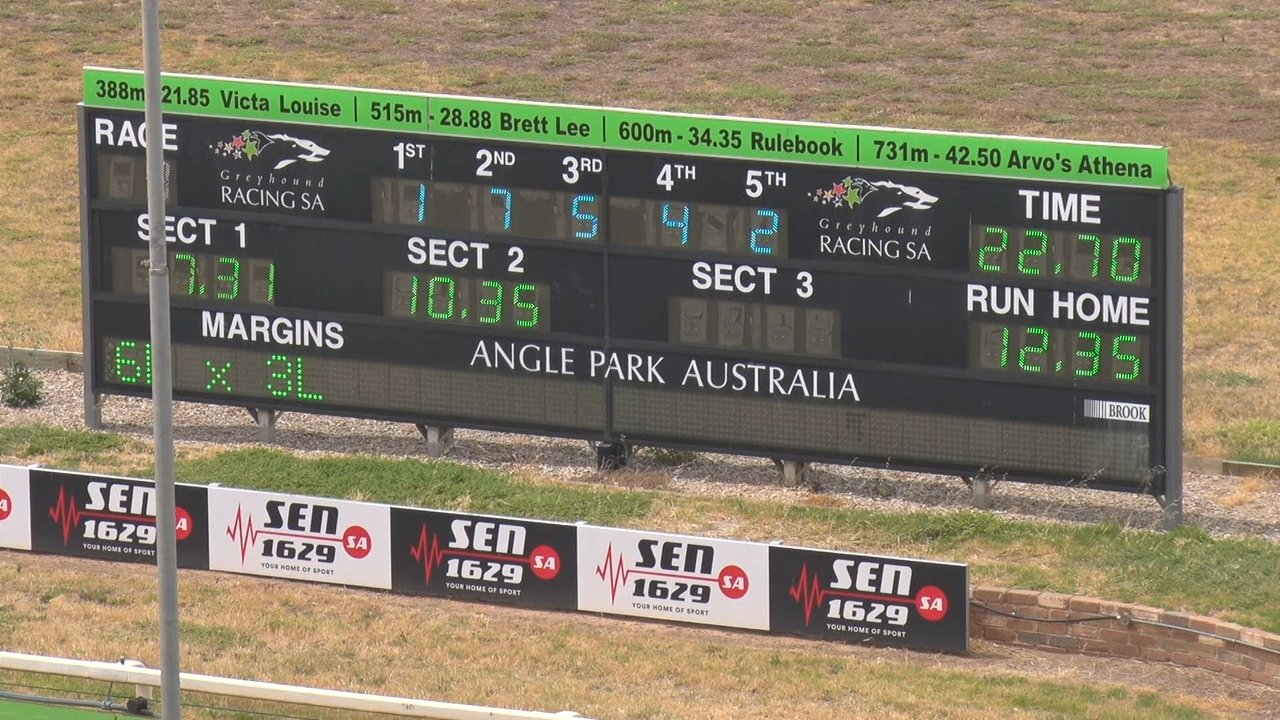 388m 21.85 Victa Louise | 515m - 28.88 Brett Lee | 600m - 34.35 Rulebook | 731m - 42.50 Arvo's Athena
RACE
Greyhound
RACING SA
1ST 2ND 3RD 4TH 5TH
1 7 5 4 2
Greyhound
RACING SA
TIME
22.70
SECT 1
7.31
SECT 2
10.35
SECT 3
RUN HOME
12.35
MARGINS
x 3L
ANGLE PARK AUSTRALIA
BROOK
SA
SEN
1629
SA
YOUR HOME OF SPORT
SEN
1629
SA
YOUR HOME OF SPORT
SEN
1629
SA
YOUR HOME OF SPORT
SEN
1629
SA
YOUR HOME OF SPORT
SEN
1629
SA
YOUR HOME OF SPORT